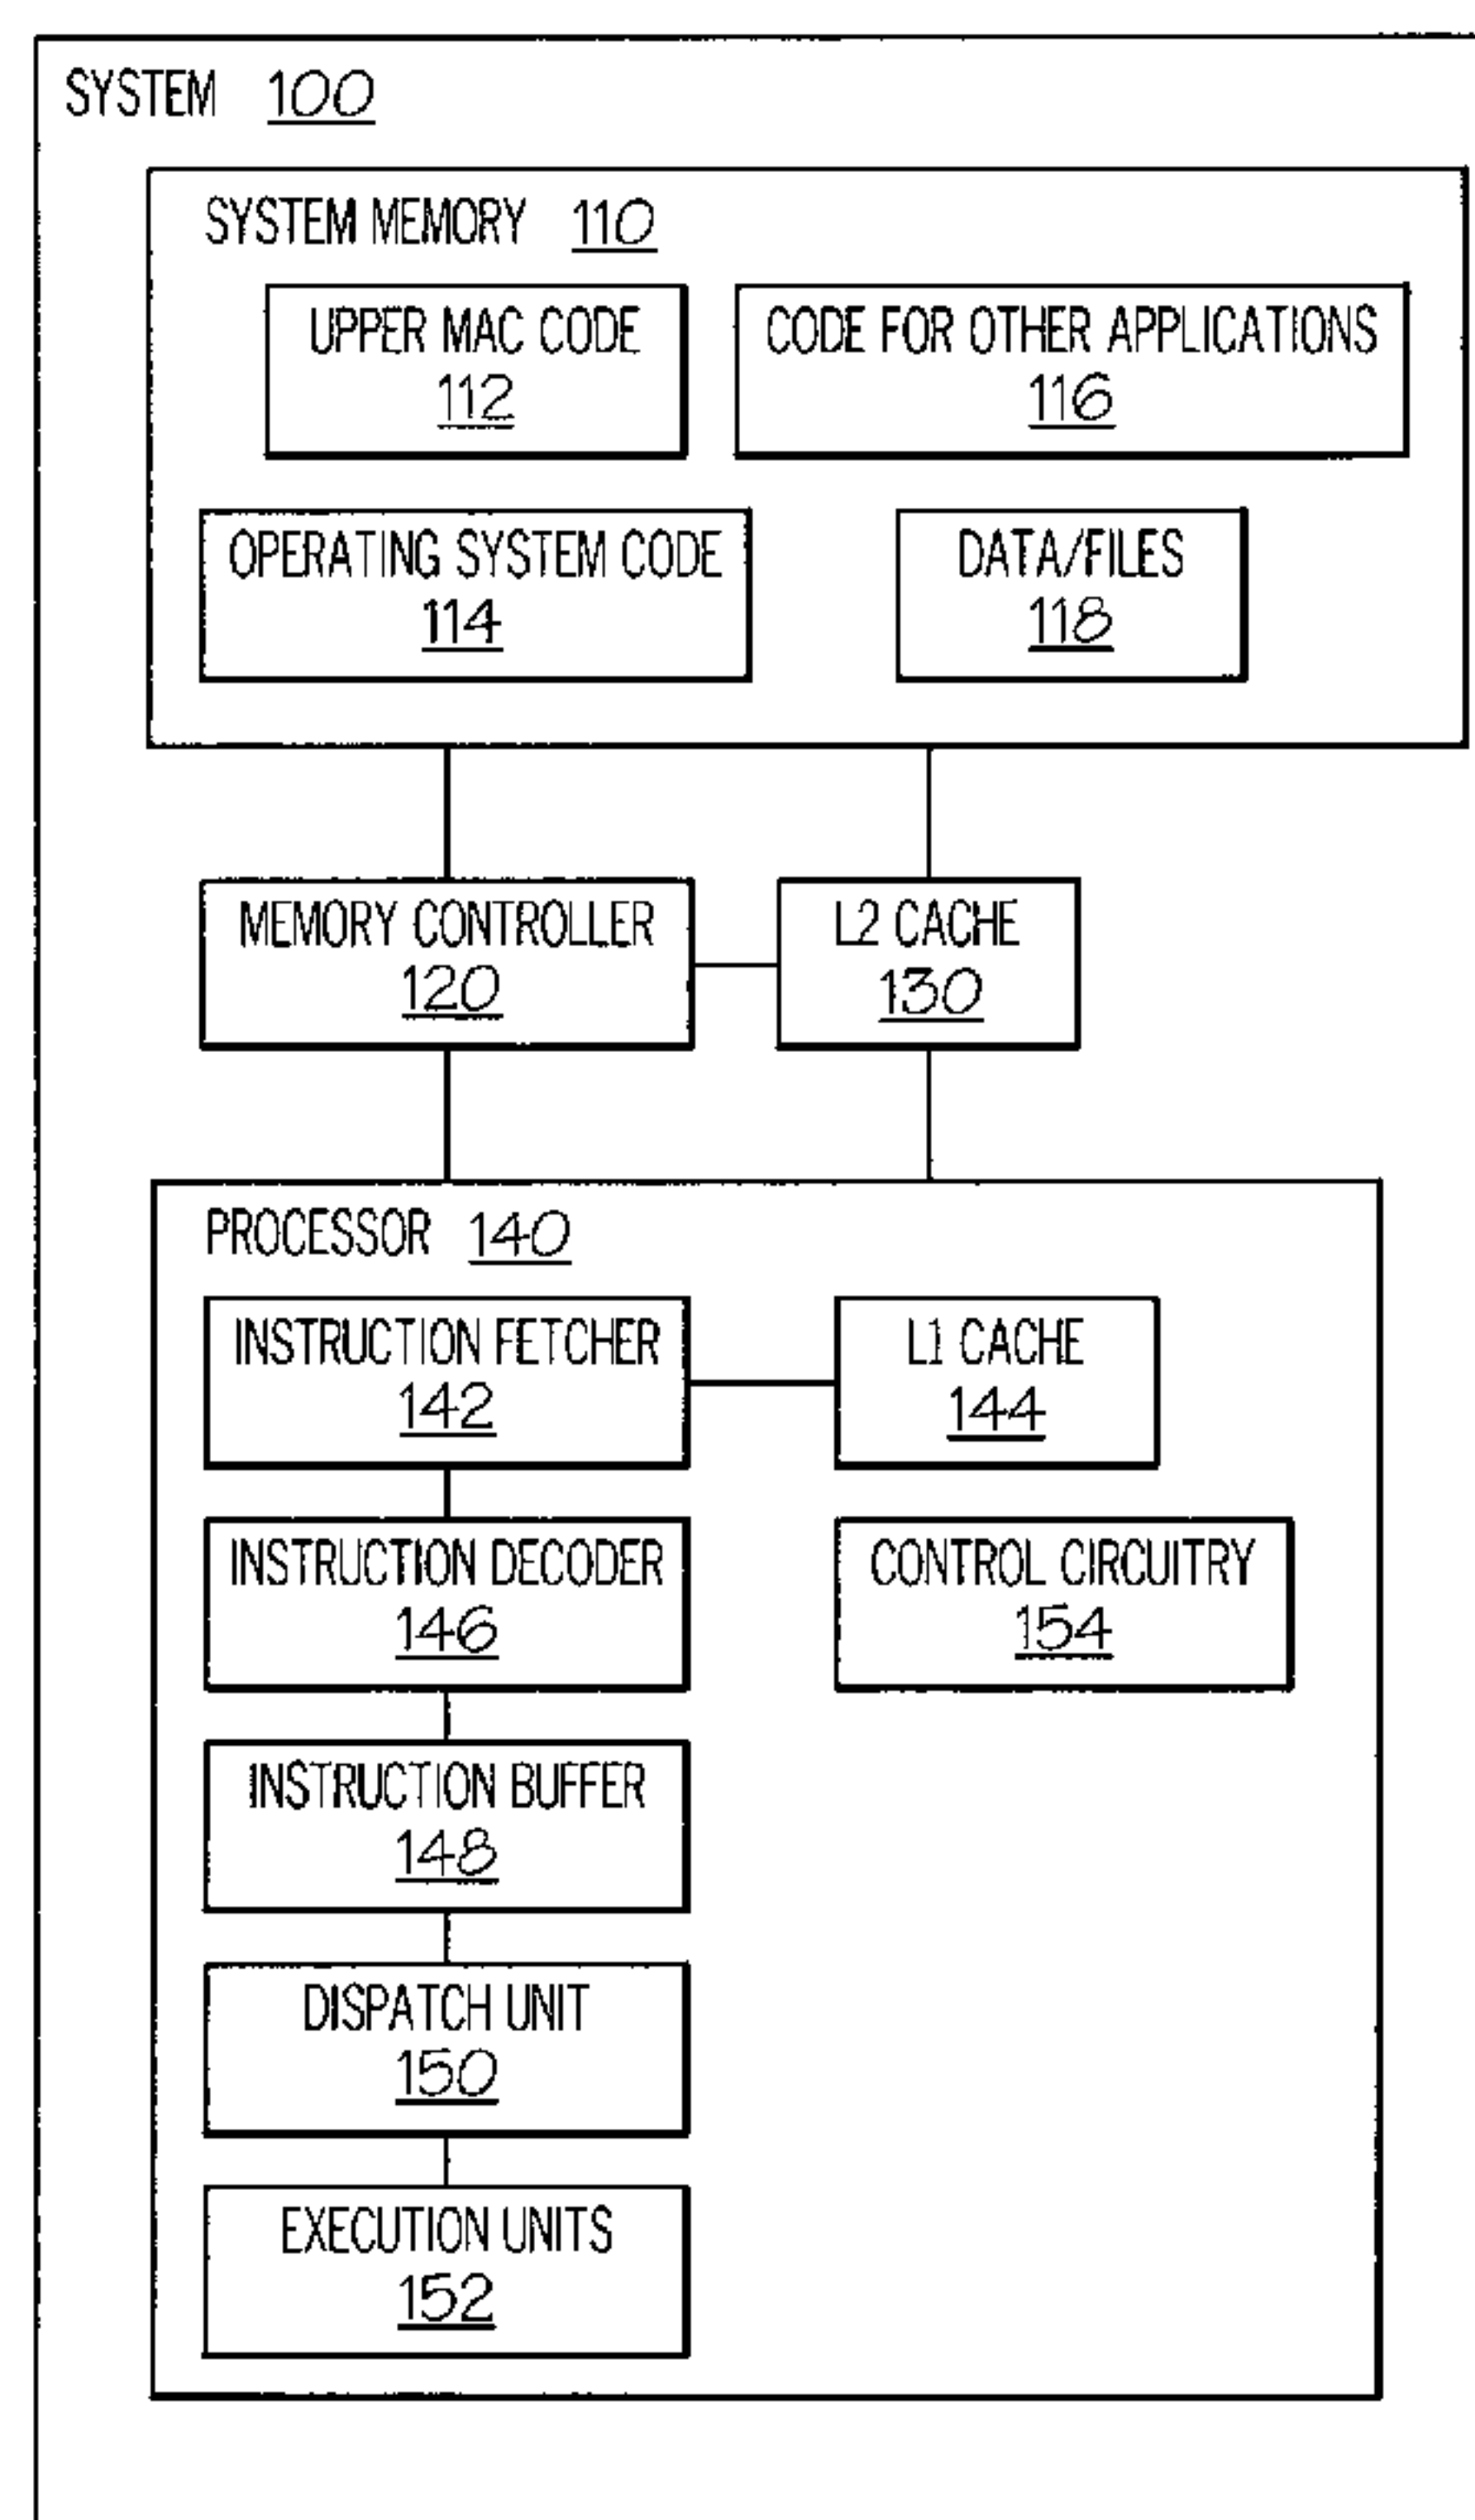 SYSTEM 100
SYSTEM MEMORY 110
UPPER MAC CODE
112
CODE FOR OTHER APPLICATIONS
116
OPERATING SYSTEM CODE
114
DATA/FILES
118
MEMORY CONTROLLER
120
L2 CACHE
130
PROCESSOR 140
INSTRUCTION FETCHER
142
L1 CACHE
144
INSTRUCTION DECODER
146
CONTROL CIRCUITRY
154
INSTRUCTION BUFFER
148
DISPATCH UNIT
150
EXECUTION UNITS
152